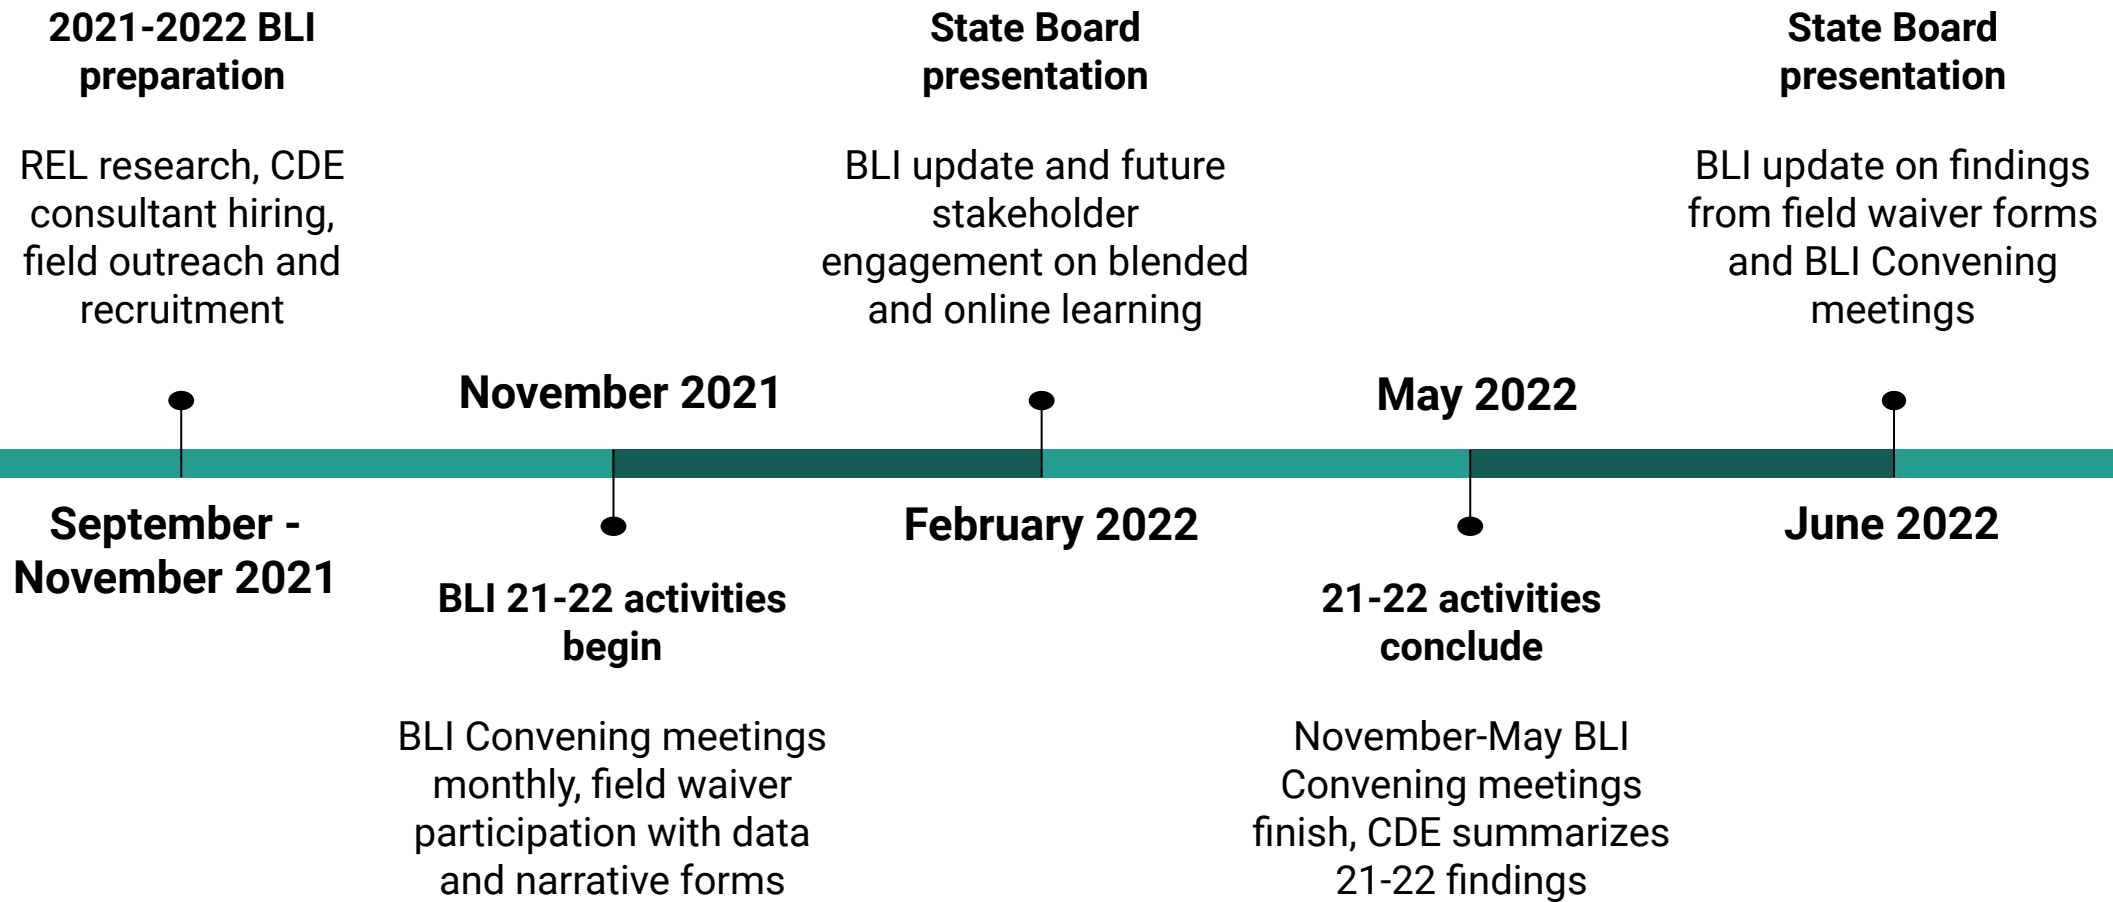 2021-2022 BLI
preparation
REL research, CDE
consultant hiring,
field outreach and
recruitment
September -
November 2021
November 2021
BLI 21-22 activities
begin
BLI Convening meetings
monthly, field waiver
participation with data
and narrative forms
State Board
presentation
BLI update and future
stakeholder
engagement on blended
and online learning
February 2022
May 2022
21-22 activities
conclude
November-May BLI
Convening meetings
finish, CDE summarizes
21-22 findings
State Board
presentation
BLI update on findings
from field waiver forms
and BLI Convening
meetings
June 2022